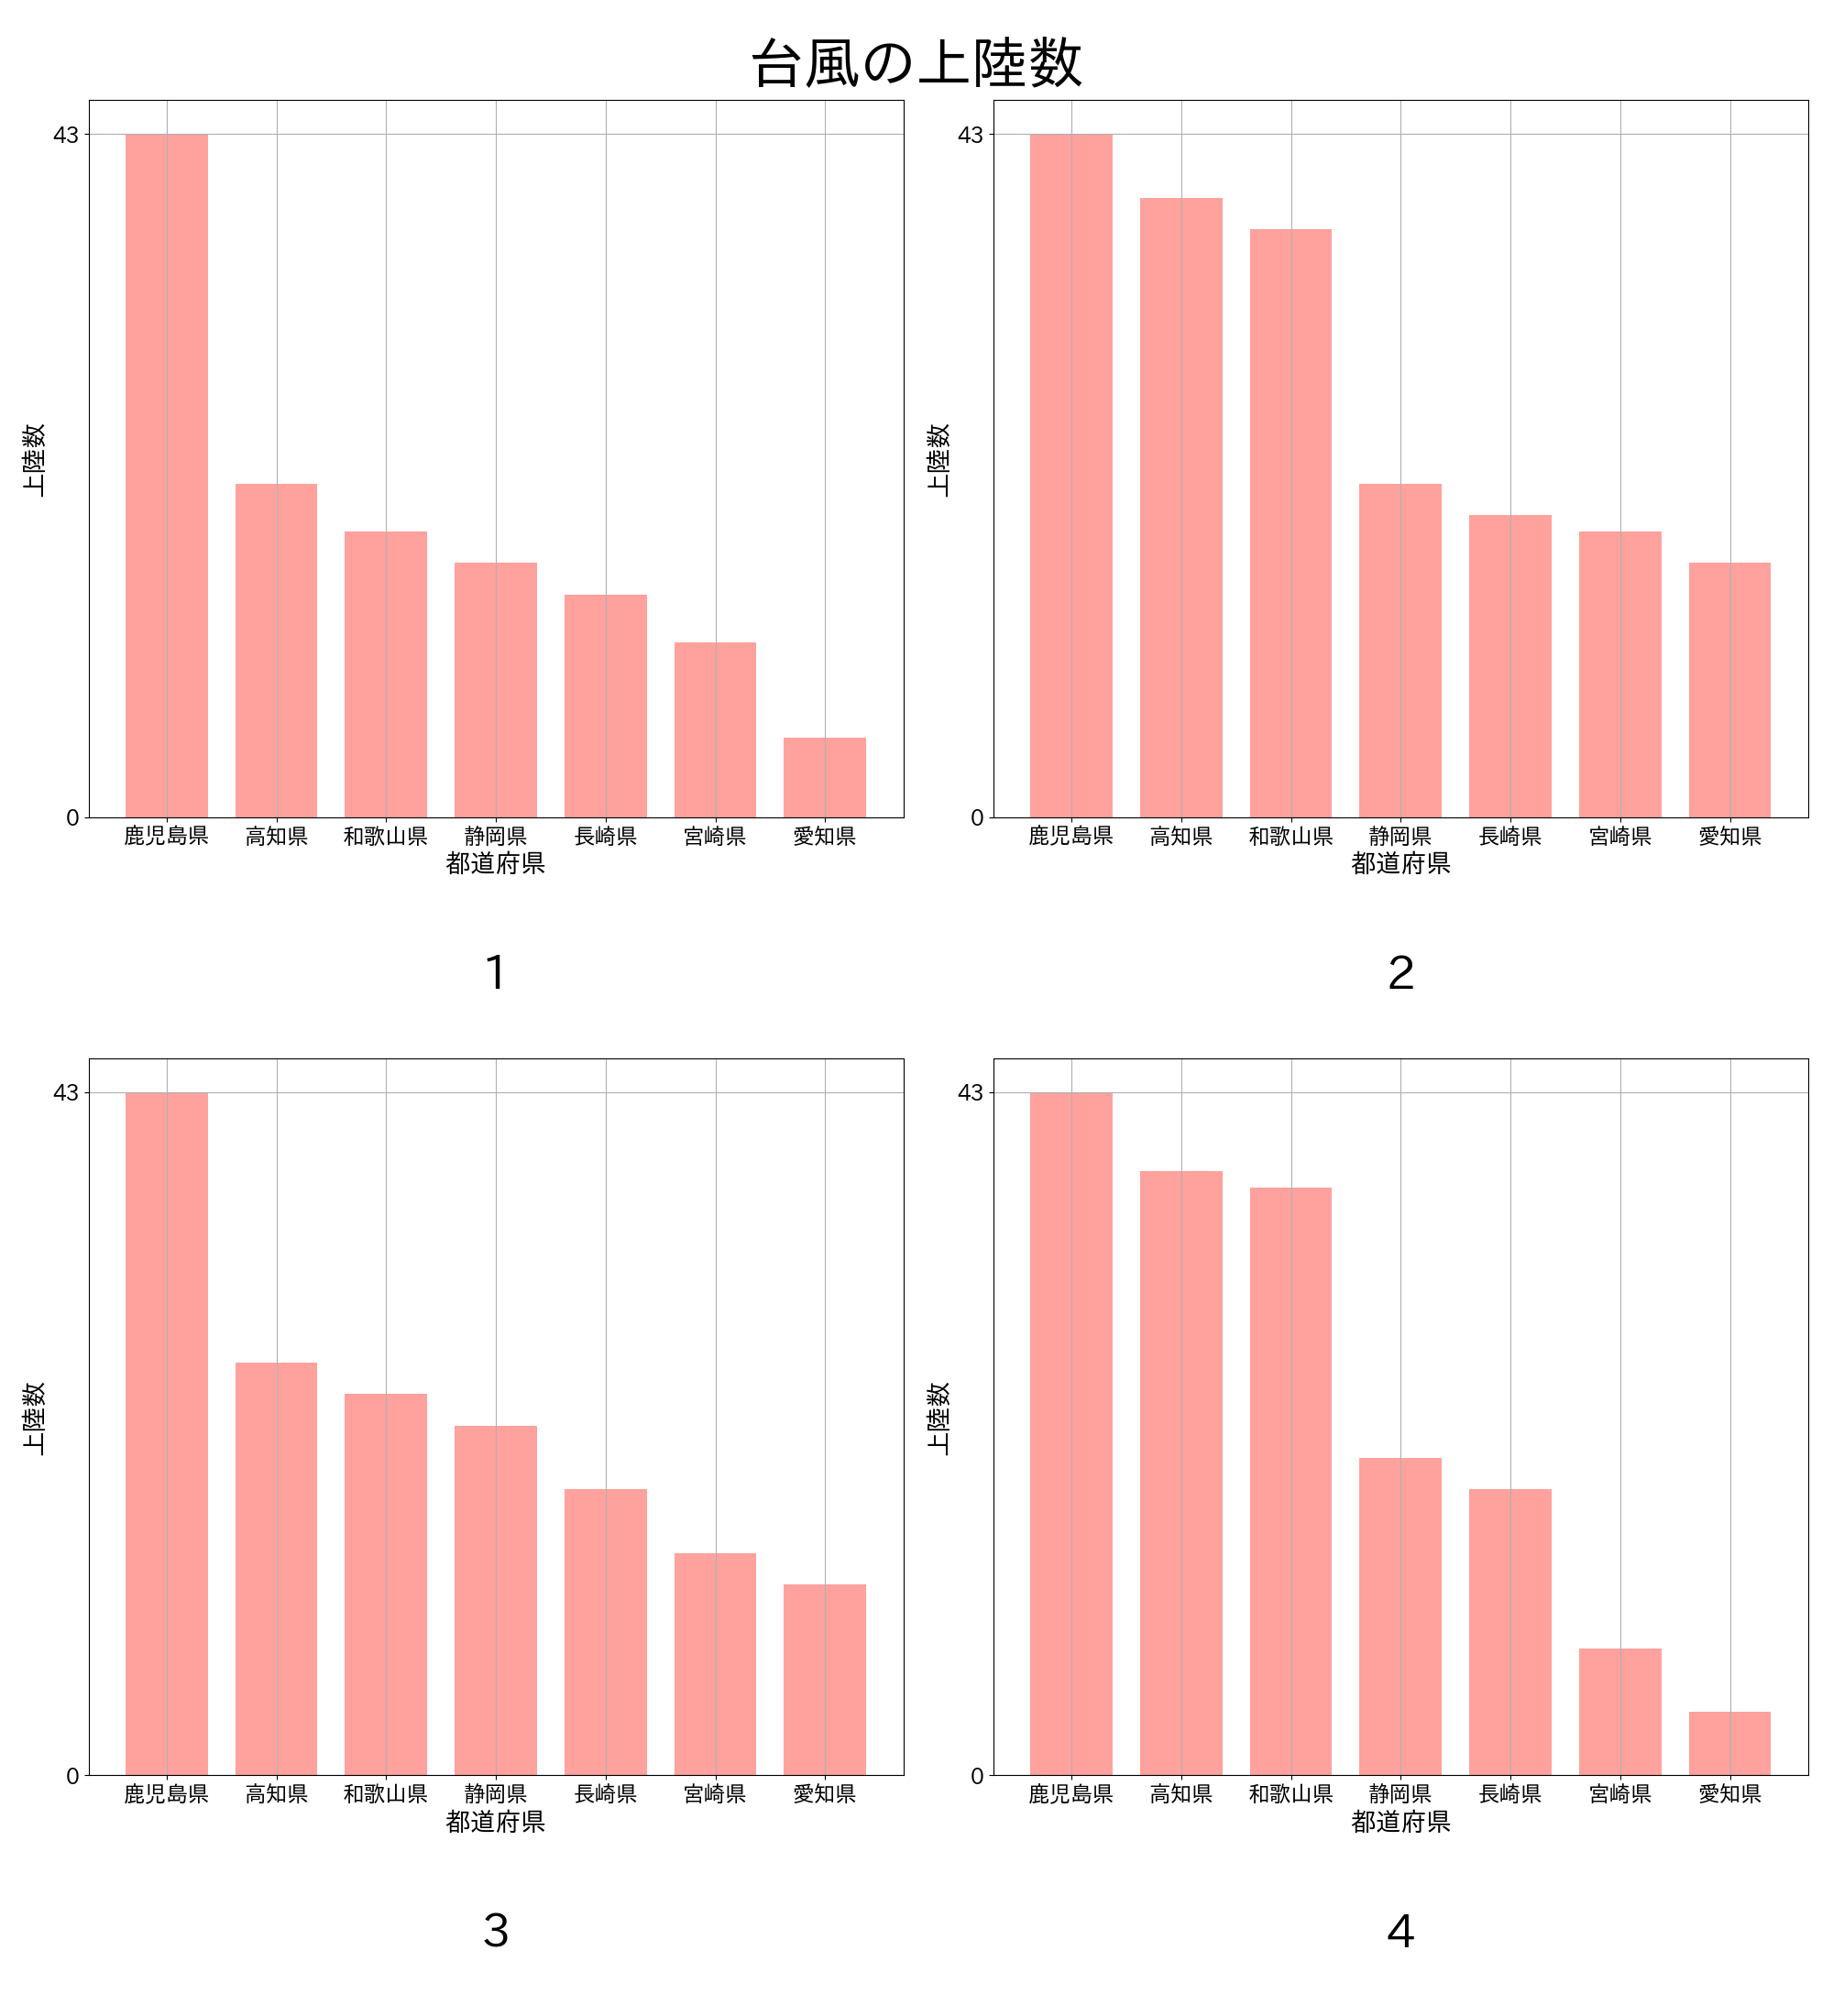 台風の上陸数
43
0
上陸数
鹿児島県 高知県 和歌山県 静岡県 長崎県 宮崎県 愛知県
都道府県
1
43
0
上陸数
鹿児島県 高知県 和歌山県 静岡県 長崎県 宮崎県 愛知県
都道府県
2
43
0
上陸数
鹿児島県 高知県 和歌山県 静岡県 長崎県 宮崎県 愛知県
都道府県
3
43
0
上陸数
鹿児島県 高知県 和歌山県 静岡県 長崎県 宮崎県 愛知県
都道府県
4